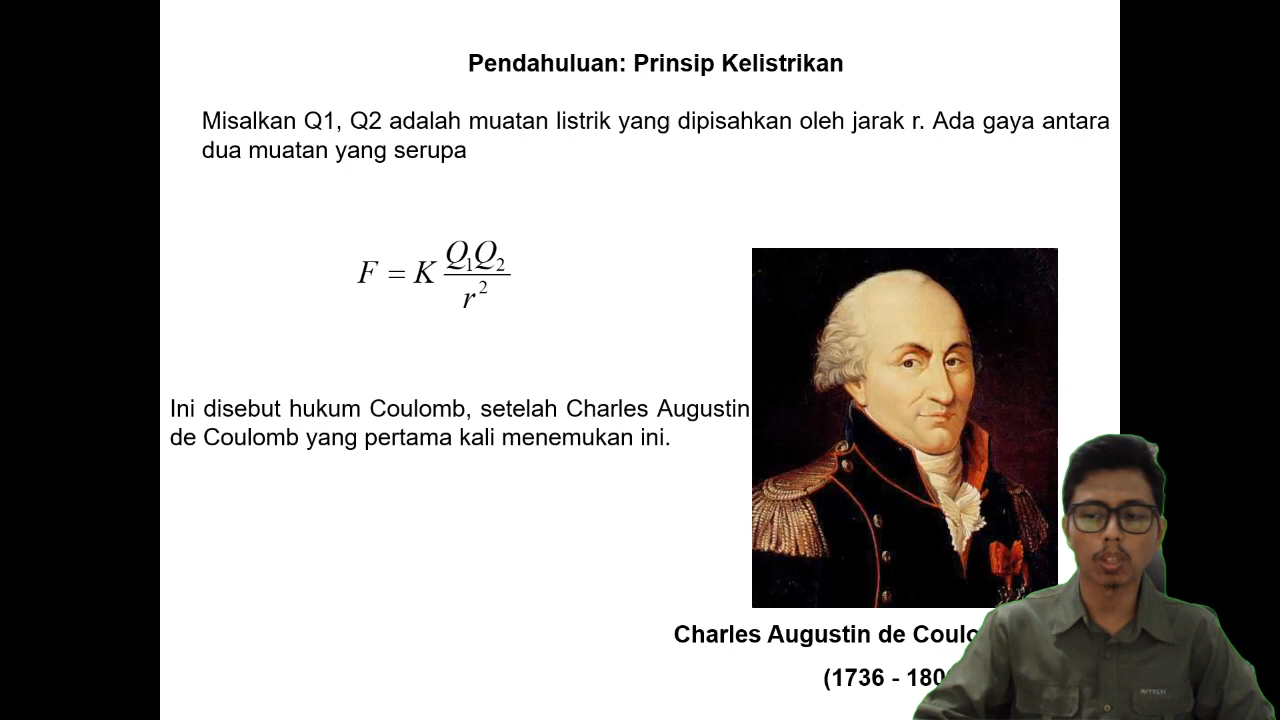 Pendahuluan: Prinsip Kelistrikan
Misalkan Q1, Q2 adalah muatan listrik yang dipisahkan oleh jarak r. Ada gaya antara
dua muatan yang serupa
F = K Q₁Q₂ / r²
Ini disebut hukum Coulomb, setelah Charles Augustin
de Coulomb yang pertama kali menemukan ini.
Charles Augustin de
(1736 -